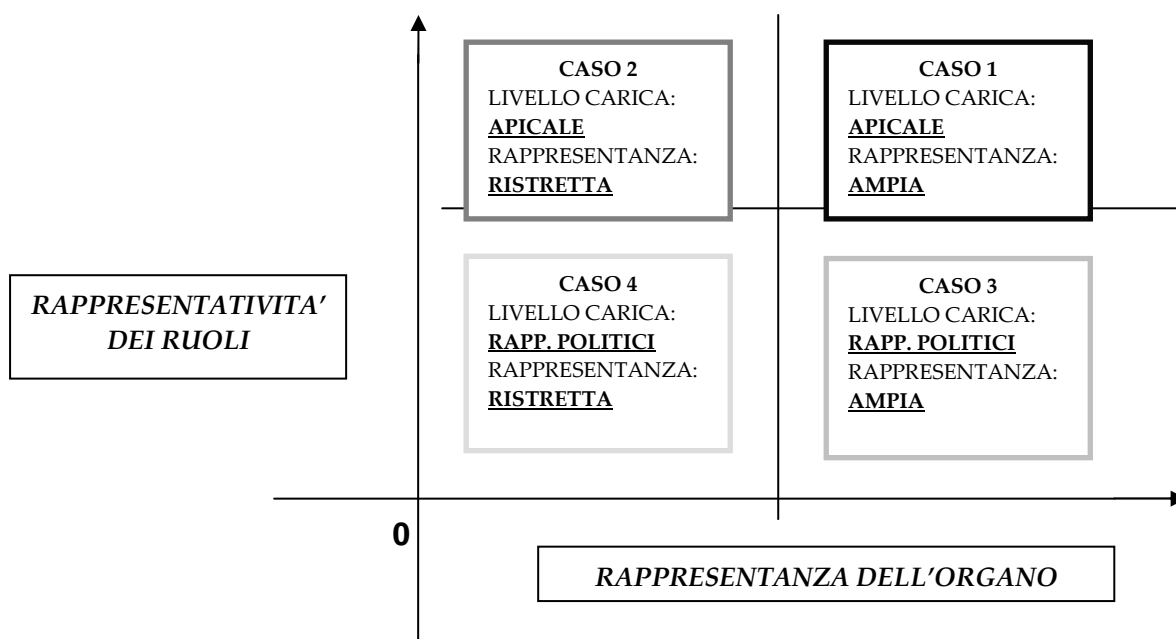 CASO 2
LIVELLO CARICA:
APICALE
RAPPRESENTANZA:
RISTRETTA
CASO 1
LIVELLO CARICA:
APICALE
RAPPRESENTANZA:
AMPIA
RAPPRESENTATIVITA'
DEI RUOLI
CASO 4
LIVELLO CARICA:
RAPP. POLITICI
RAPPRESENTANZA:
RISTRETTA
CASO 3
LIVELLO CARICA:
RAPP. POLITICI
RAPPRESENTANZA:
AMPIA
0
RAPPRESENTANZA DELL'ORGANO